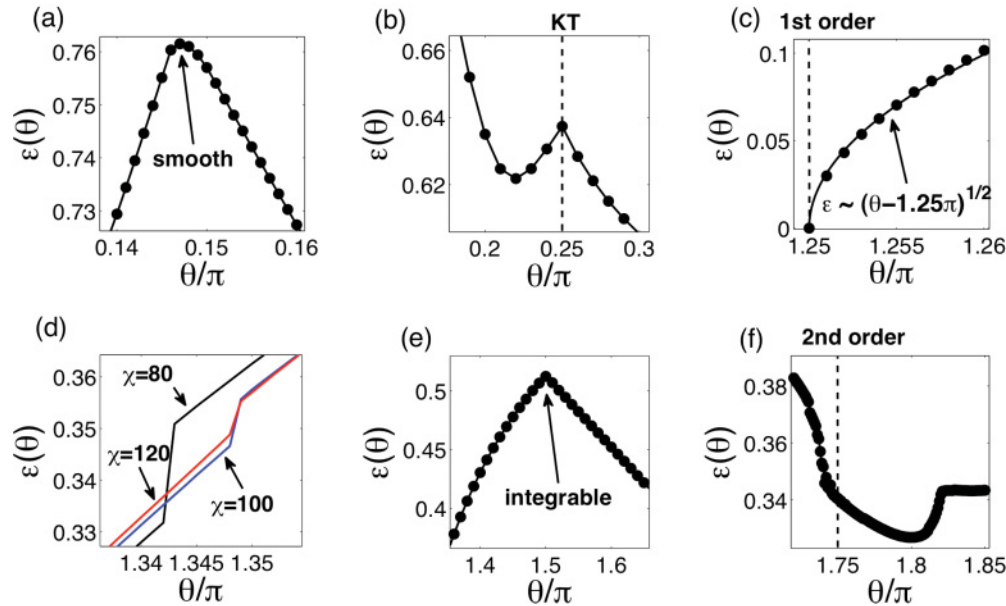 (a)
0.76
0.75
0.74
0.73
ε(θ)
smooth
0.14 0.15 0.16
θ/π
(b)
KT
0.66
0.64
0.62
ε(θ)
0.2 0.25 0.3
θ/π
(c)
1st order
0.1
0.05
0
ε(θ)
ε ~ (θ−1.25π)^{1/2}
1.25 1.255 1.26
θ/π
(d)
0.36
0.35
0.34
0.33
ε(θ)
χ=80
χ=120
χ=100
1.34 1.345 1.35
θ/π
(e)
0.5
0.45
0.4
ε(θ)
integrable
1.4 1.5 1.6
θ/π
(f)
2nd order
0.38
0.36
0.34
ε(θ)
1.75 1.8 1.85
θ/π